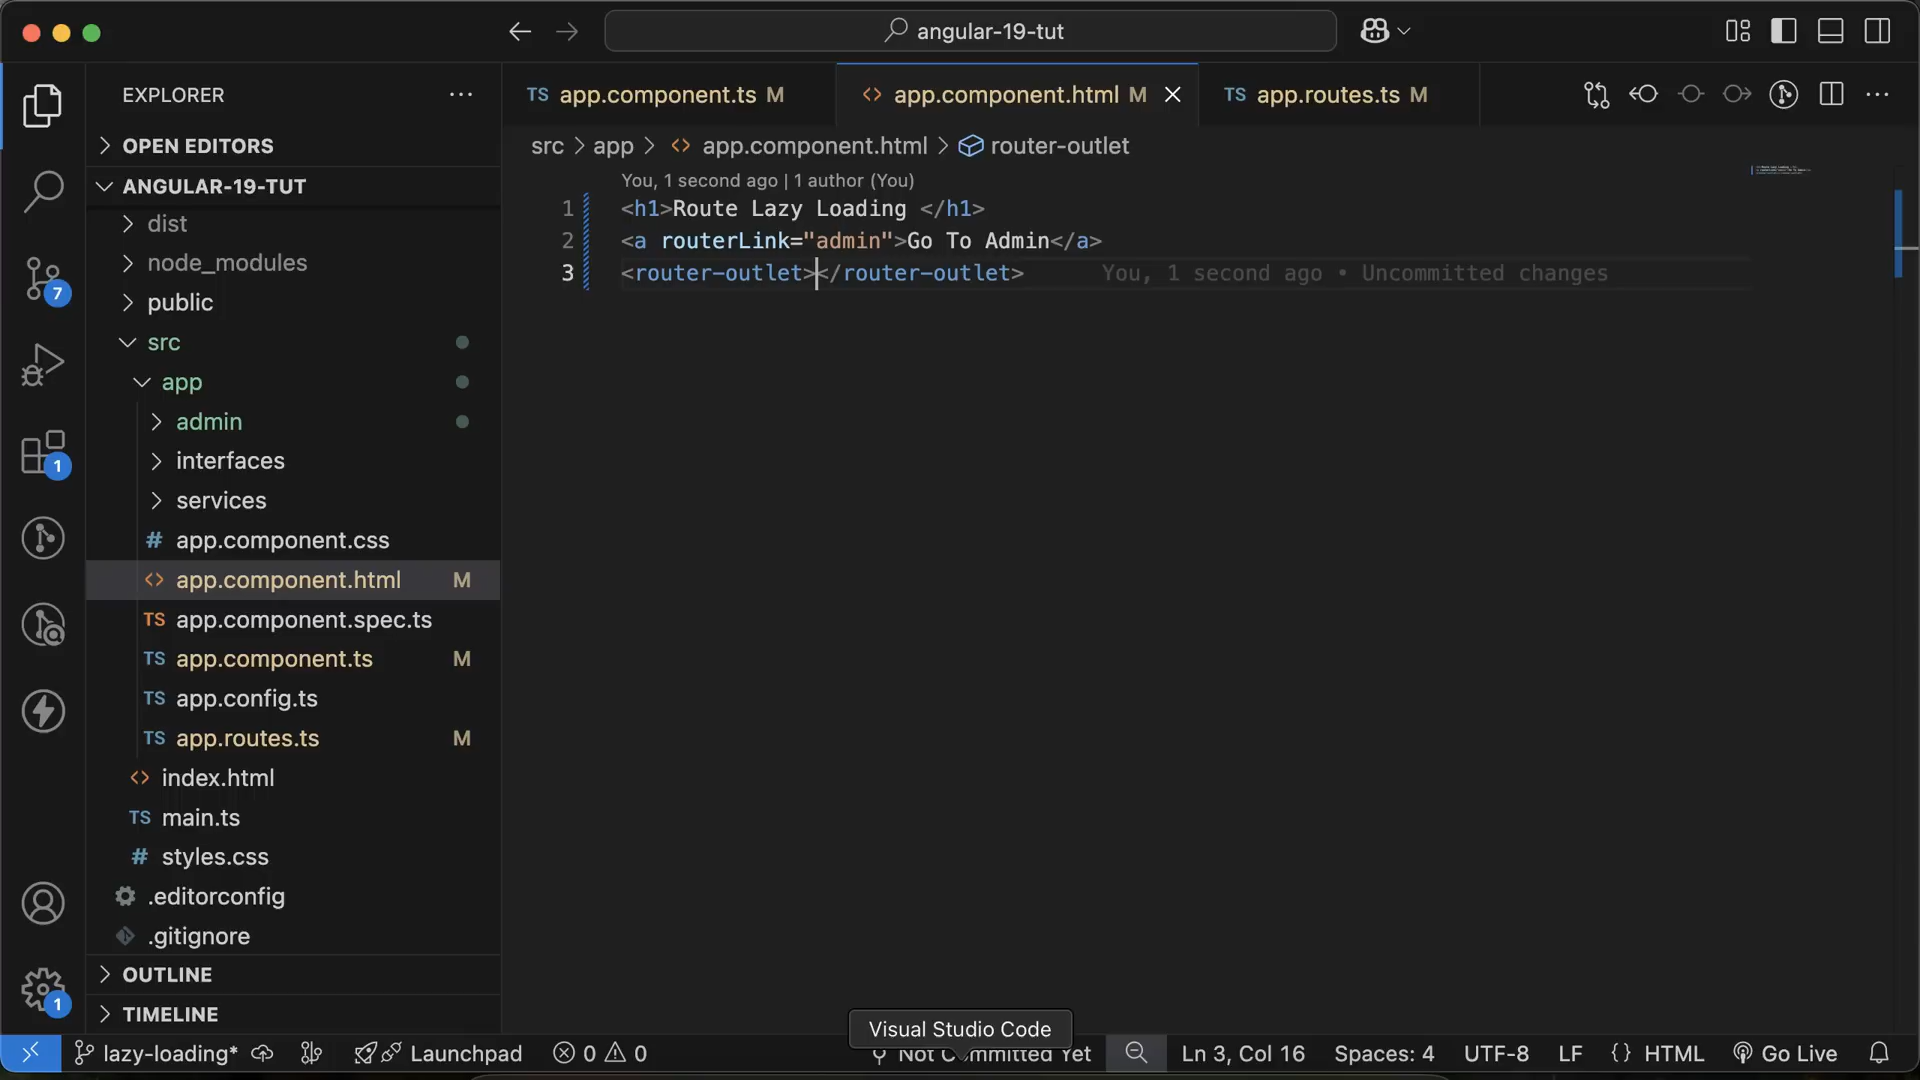 angular-19-tut
EXPLORER
OPEN EDITORS
ANGULAR-19-TUT
dist
node_modules
public
src
app
admin
interfaces
services
# app.component.css
<> app.component.html M
TS app.component.spec.ts
TS app.component.ts M
TS app.config.ts
TS app.routes.ts M
<> index.html
TS main.ts
# styles.css
.editorconfig
.gitignore
OUTLINE
TIMELINE
7
1
1
TS app.component.ts M
<> app.component.html M
TS app.routes.ts M
src > app > <> app.component.html > router-outlet
You, 1 second ago | 1 author (You)
1 <h1>Route Lazy Loading </h1>
2 <a routerLink="admin">Go To Admin</a>
3 <router-outlet></router-outlet> You, 1 second ago • Uncommitted changes
Visual Studio Code
lazy-loading* Launchpad 0 0 Not Committed Yet Ln 3, Col 16 Spaces: 4 UTF-8 LF {} HTML Go Live